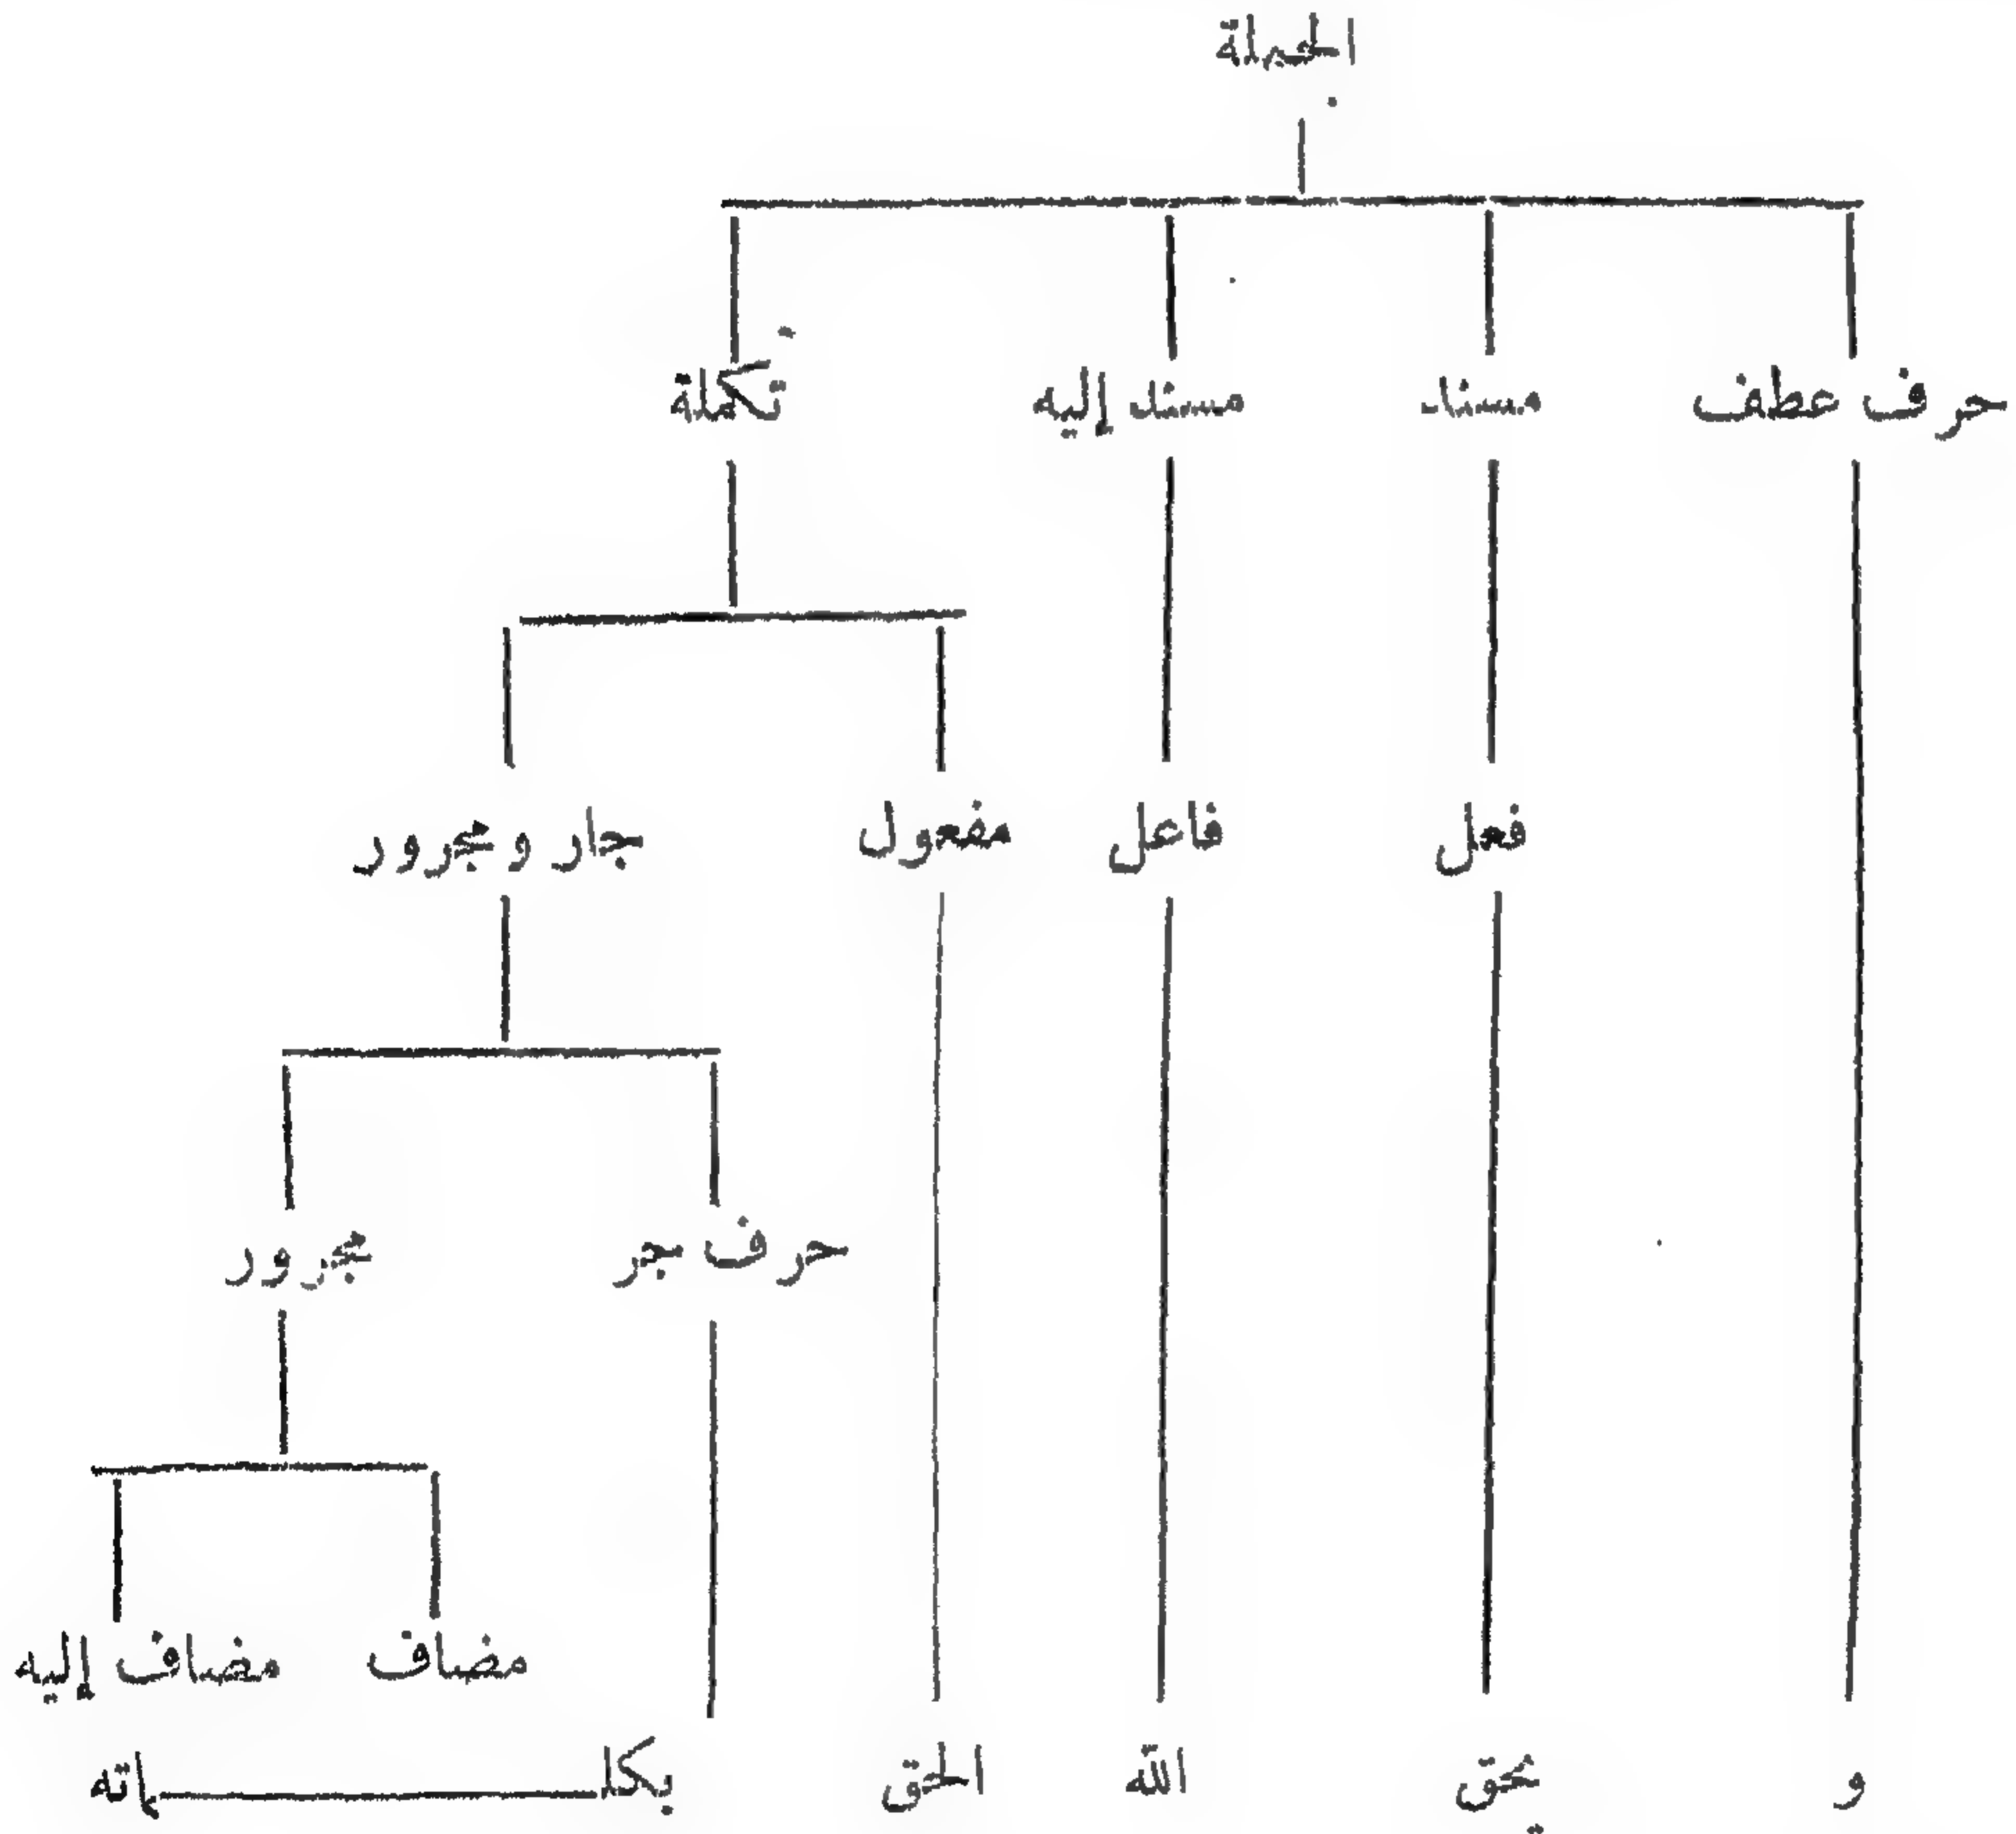 الجملة
حرف عطف مسند مسند إليه تكملة
فعل فاعل مفعول جار ومجرور
حرف جر مجرور
مضاف مضاف إليه
و يحق الله الحق بكلماته